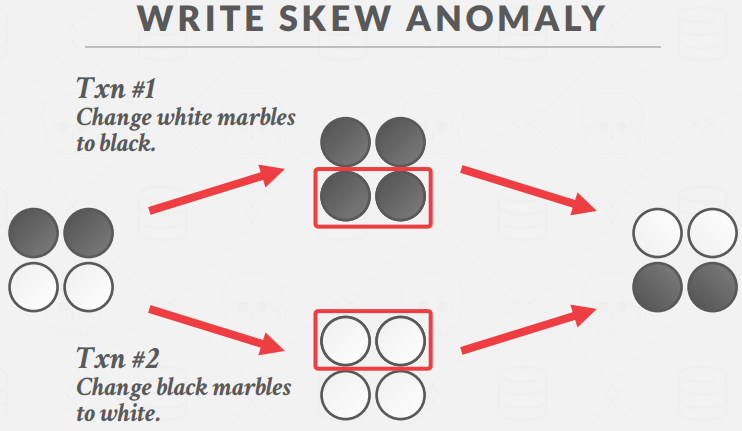 WRITE SKEW ANOMALY
Txn #1
Change white marbles
to black.
Txn #2
Change black marbles
to white.